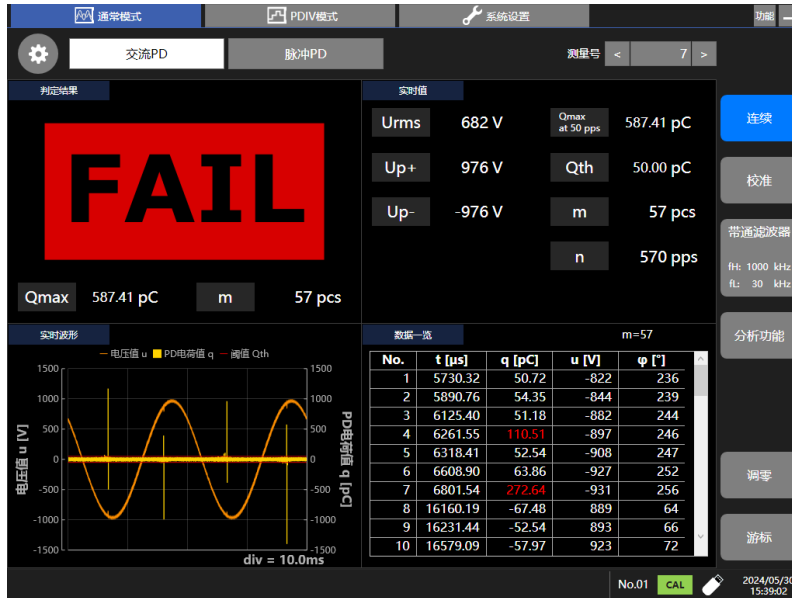 通常模式 PDIV模式 系统设置 功能
交流PD 脉冲PD 测量号 < 7 >
判定结果 实时值
FAIL
Qmax 587.41 pC m 57 pcs
Urms 682 V Qmax at 50 pps 587.41 pC
Up+ 976 V Qth 50.00 pC
Up- -976 V m 57 pcs
n 570 pps
连续
校准
带通滤波器
fH: 1000 kHz
fL: 30 kHz
分析功能
调零
游标
实时波形 数据一览 m=57
电压值 u PD电荷值 q 阈值 Qth
电压值 u [V]
1500
1000
500
0
-500
-1000
-1500
1500
1000
500
0
-500
-1000
-1500
PD电荷值 q [pC]
div = 10.0ms
No. t [µs] q [pC] u [V] φ [°]
1 5730.32 50.72 -822 236
2 5890.76 54.35 -844 239
3 6125.40 51.18 -882 244
4 6261.55 110.51 -897 246
5 6318.41 52.54 -908 247
6 6608.90 63.86 -927 252
7 6801.54 272.64 -931 256
8 16160.19 -67.48 889 64
9 16231.44 -52.54 893 66
10 16579.09 -57.97 923 72
No.01 CAL 2024/05/30
15:39:02